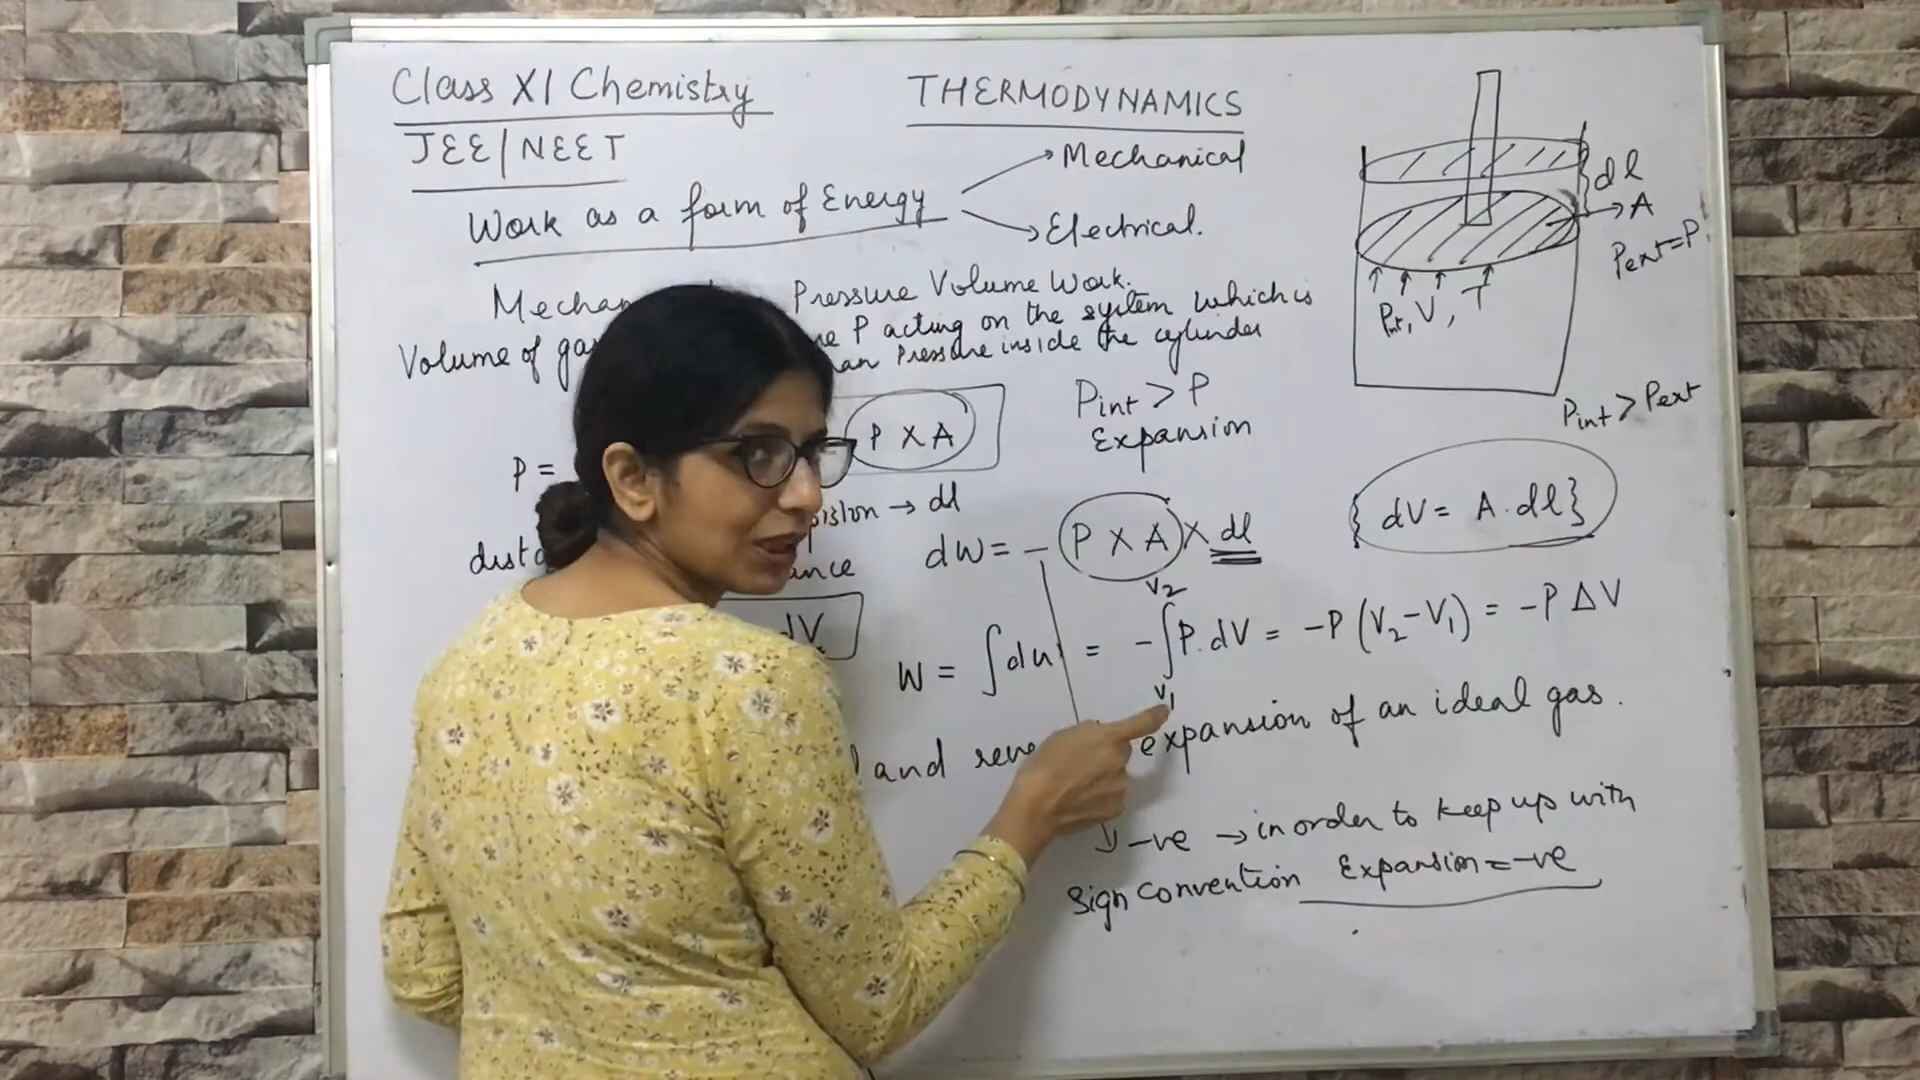 Class XI Chemistry
THERMODYNAMICS
JEE/NEET
Mechanical
Work as a form of Energy
Electrical.
dl
A
Pext = P
Pint, V, T
Pint > Pext
Pressure Volume Work.
Volume of P acting on the system which is
Pressure inside the cylinder
P =
P X A
Pint > P
Expansion
{dV = A.dl}
→ dl
dW = - P X A X dl
dV
W = ∫dw = - ∫ P.dV = -P (V2-V1) = -P ΔV
V2
V1
and expansion of an ideal gas.
-ve → in order to keep up with
sign convention Expansion = -ve